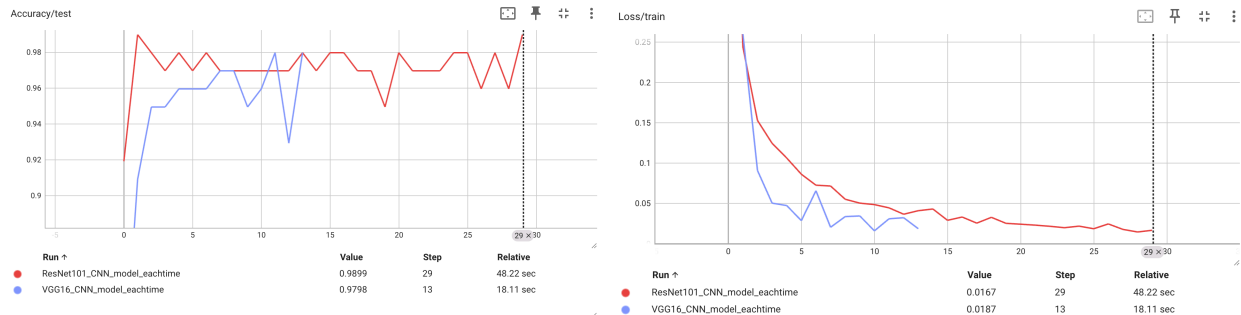 Accuracy/test
0.98
0.96
0.94
0.92
0.9
-5 0 5 10 15 20 25 29 × 30
Run ↑ Value Step Relative
ResNet101_CNN_model_eachtime 0.9899 29 48.22 sec
VGG16_CNN_model_eachtime 0.9798 13 18.11 sec
Loss/train
0.25
0.2
0.15
0.1
0.05
0 5 10 15 20 25 29 × 30
Run ↑ Value Step Relative
ResNet101_CNN_model_eachtime 0.0167 29 48.22 sec
VGG16_CNN_model_eachtime 0.0187 13 18.11 sec